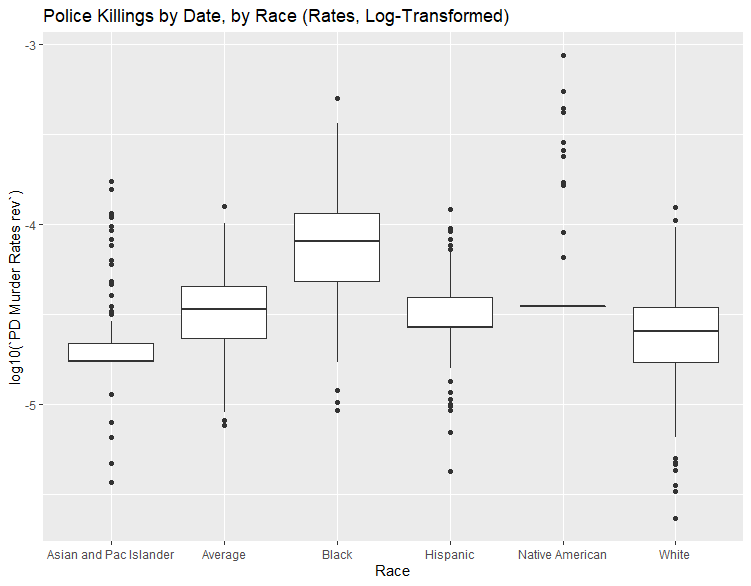 Police Killings by Date, by Race (Rates, Log-Transformed)
log10(`PD Murder Rates rev`)
-3
-4
-5
Asian and Pac Islander
Average
Black
Hispanic
Native American
White
Race